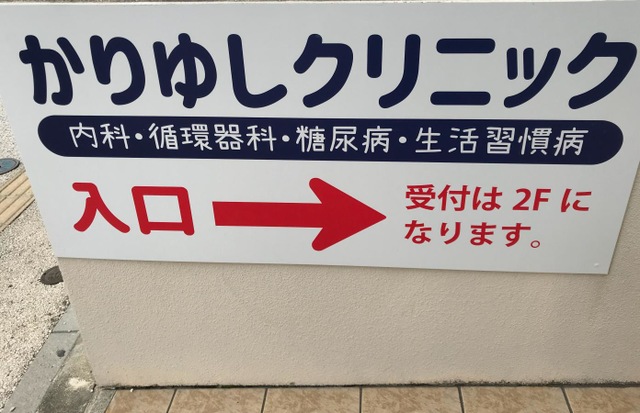 かりゆしクリニック
内科・循環器科・糖尿病・生活習慣病
入口
受付は 2F に
なります。